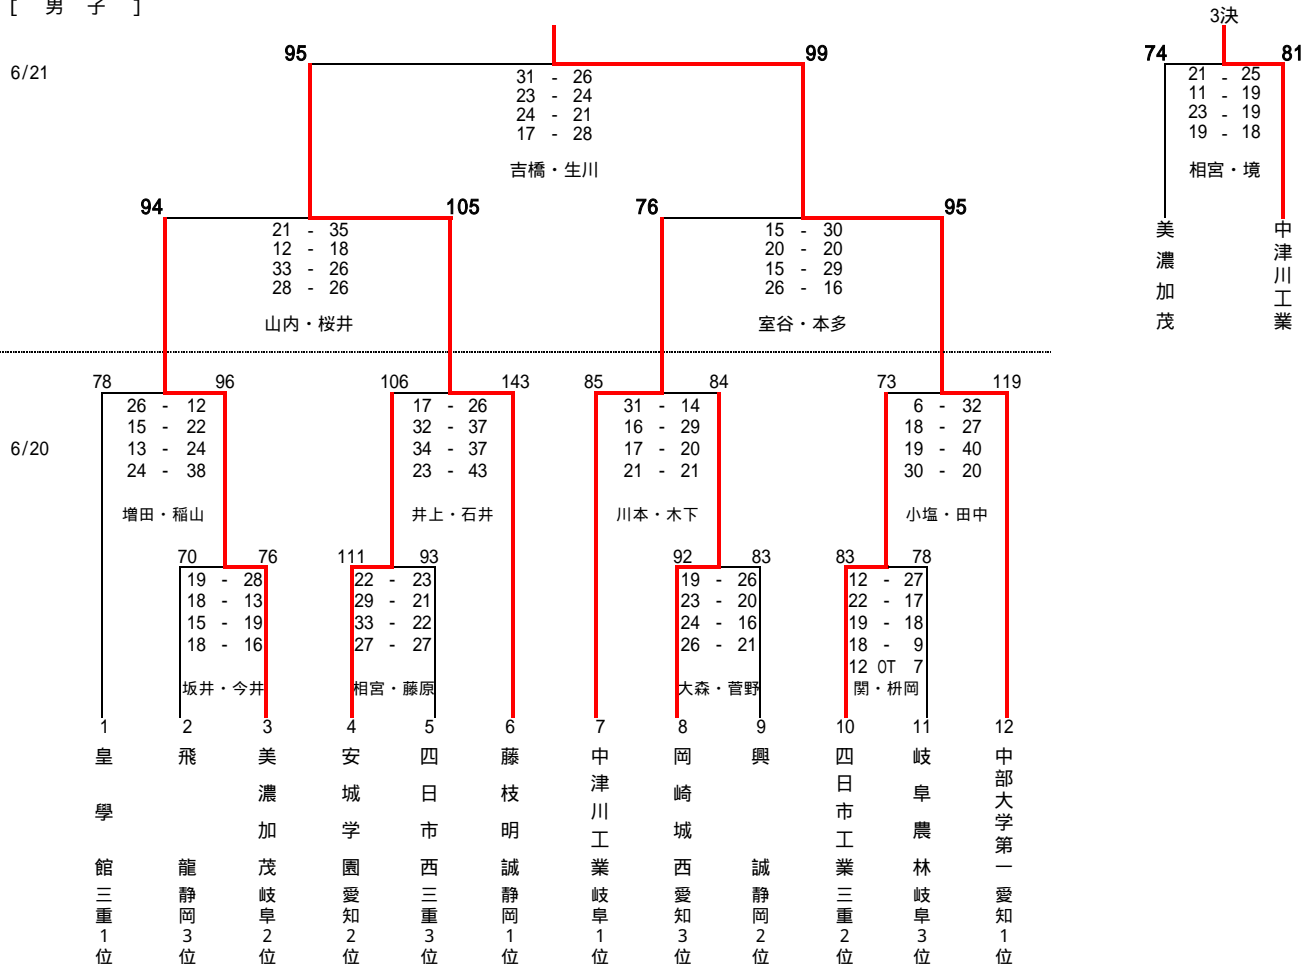 [ 男 子 ]
3決
95 99
74 81
6/21
31 - 26
23 - 24
24 - 21
17 - 28
吉橋・生川
21 - 25
11 - 19
23 - 19
19 - 18
相宮・境
美濃加茂
中津川工業
94 105
76 95
21 - 35
12 - 18
33 - 26
28 - 26
山内・桜井
15 - 30
20 - 20
15 - 29
26 - 16
室谷・本多
6/20
78 96
26 - 12
15 - 22
13 - 24
24 - 38
増田・稲山
106 143
17 - 26
32 - 37
34 - 37
23 - 43
井上・石井
85 84
31 - 14
16 - 29
17 - 20
21 - 21
川本・木下
73 119
6 - 32
18 - 27
19 - 40
30 - 20
小塩・田中
70 76
19 - 28
18 - 13
15 - 19
18 - 16
坂井・今井
111 93
22 - 23
29 - 21
33 - 22
27 - 27
相宮・藤原
92 83
19 - 26
23 - 20
24 - 16
26 - 21
大森・菅野
83 78
12 - 27
22 - 17
19 - 18
18 - 9
12 OT 7
関・枡岡
1 2 3 4 5 6 7 8 9 10 11 12
皇學館 三重1位
飛龍 静岡3位
美濃加茂 岐阜2位
安城学園 愛知2位
四日市西 三重3位
藤枝明誠 静岡1位
中津川工業 岐阜1位
岡崎城西 愛知3位
興誠 静岡2位
四日市工業 三重2位
岐阜農林 岐阜3位
中部大学第一 愛知1位